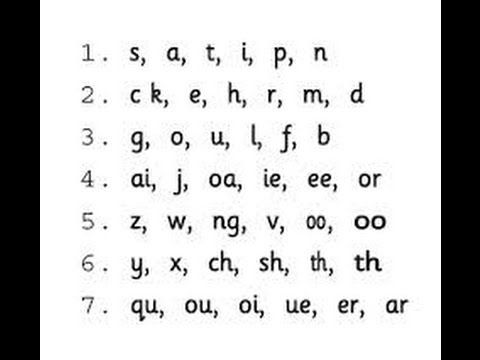 1. s, a, t, i, p, n
2. c k, e, h, r, m, d
3. g, o, u, l, f, b
4. ai, j, oa, ie, ee, or
5. z, w, ng, v, oo, oo
6. y, x, ch, sh, th, th
7. qu, ou, oi, ue, er, ar